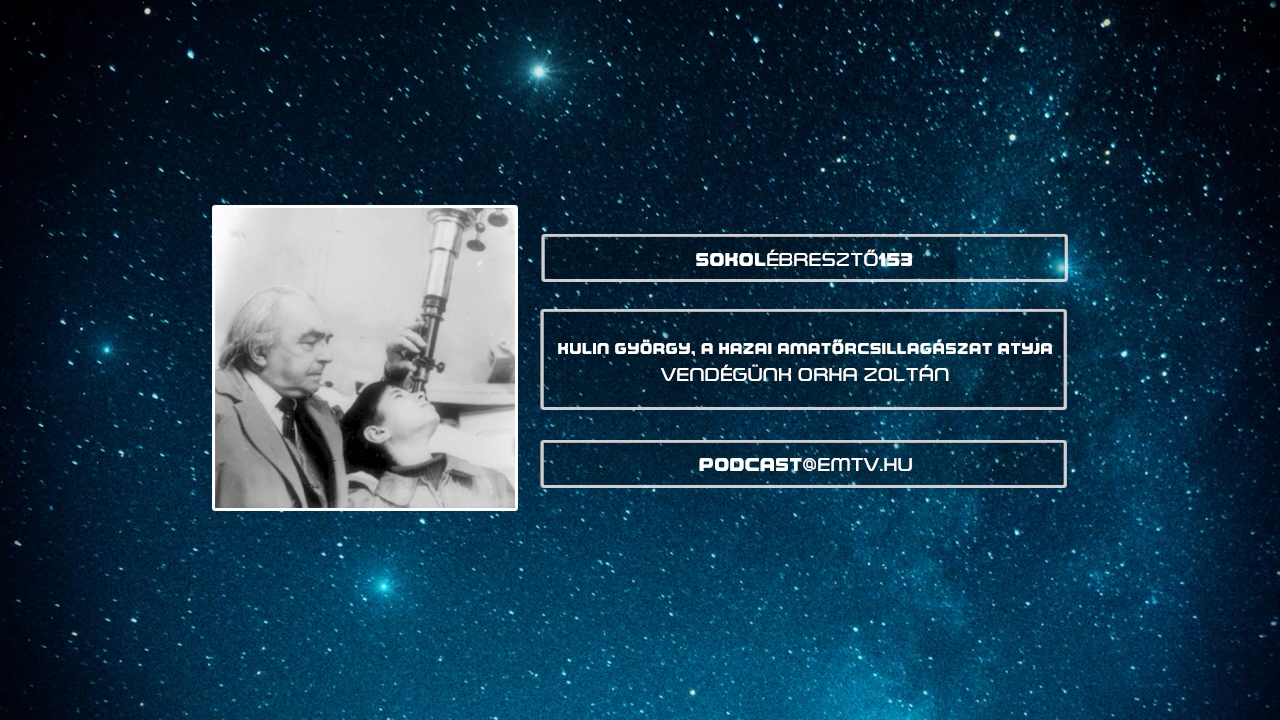 SOKOLÉBRESZTŐ153
KULIN GYÖRGY, A HAZAI AMATŐRCSILLAGÁSZAT ATYJA
VENDÉGÜNK ORHA ZOLTÁN
PODCAST@EMTV.HU